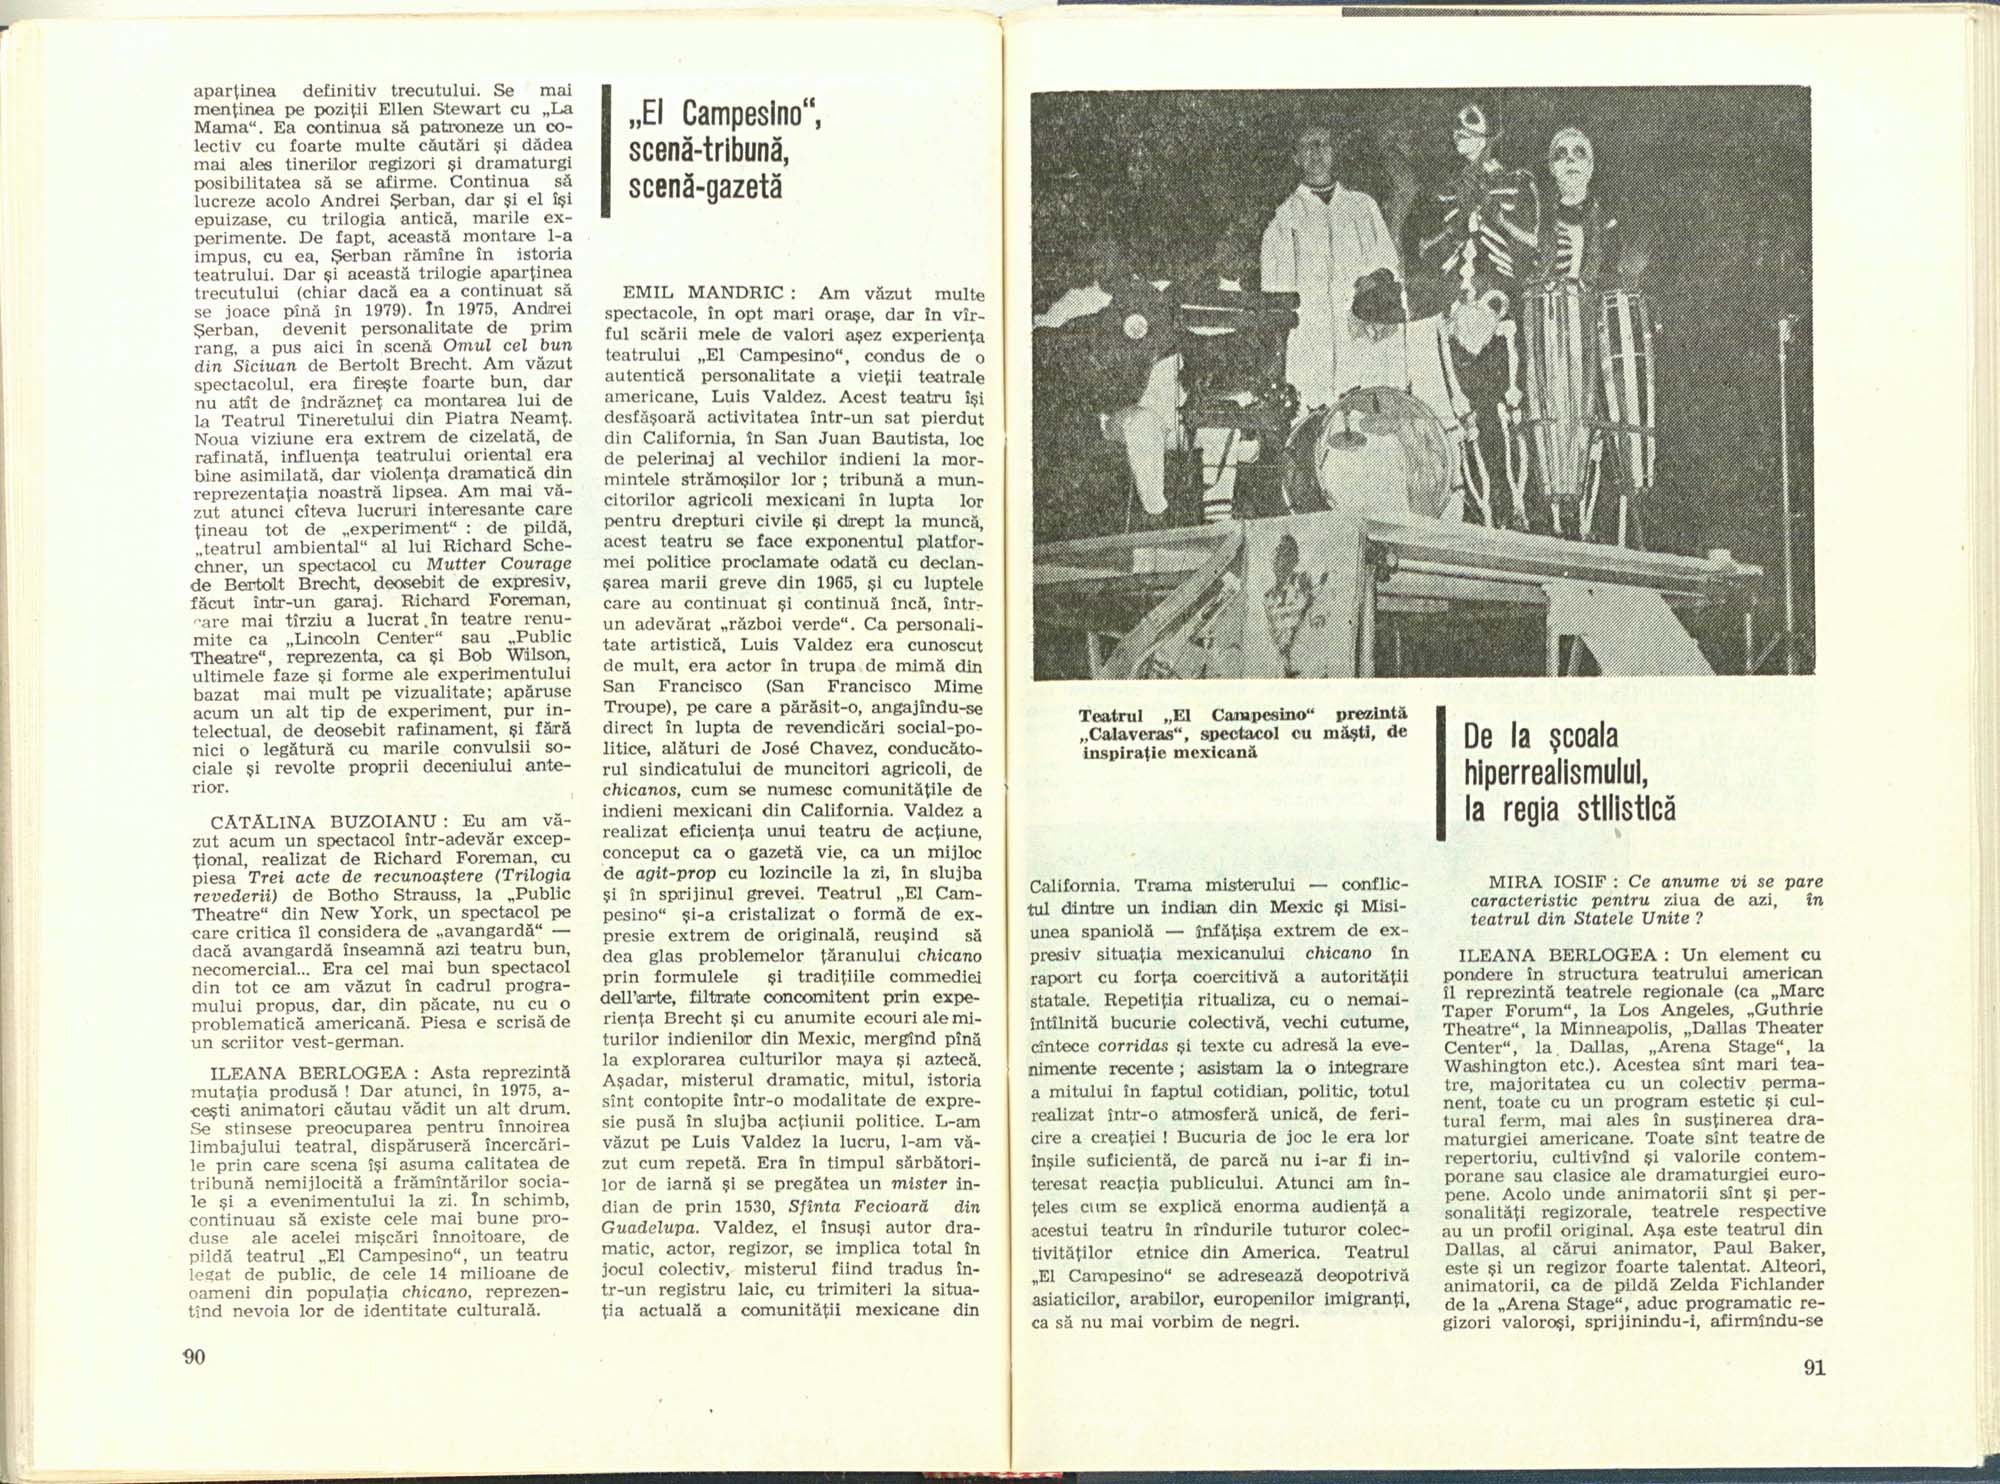 aparținea definitiv trecutului. Se mai
menținea pe poziții Ellen Stewart cu „La
Mama“. Ea continua să patroneze un co-
lectiv cu foarte multe căutări și dădea
mai ales tinerilor regizori și dramaturgi
posibilitatea să se afirme. Continua să
lucreze acolo Andrei Șerban, dar și el își
epuizase, cu trilogia antică, marile ex-
perimente. De fapt, această montare l-a
impus, cu ea, Șerban rămîne în istoria
teatrului. Dar și această trilogie aparținea
trecutului (chiar dacă ea a continuat să
se joace pînă în 1979). În 1975, Andrei
Șerban, devenit personalitate de prim
rang, a pus aici în scenă Omul cel bun
din Siciuan de Bertolt Brecht. Am văzut
spectacolul, era firește foarte bun, dar
nu atît de îndrăzneț ca montarea lui de
la Teatrul Tineretului din Piatra Neamț.
Noua viziune era extrem de cizelată, de
rafinată, influența teatrului oriental era
bine asimilată, dar violența dramatică din
reprezentația noastră lipsea. Am mai vă-
zut atunci cîteva lucruri interesante care
țineau tot de „experiment“ : de pildă,
„teatrul ambiental“ al lui Richard Sche-
chner, un spectacol cu Mutter Courage
de Bertolt Brecht, deosebit de expresiv,
făcut într-un garaj. Richard Foreman,
care mai tîrziu a lucrat în teatre renu-
mite ca „Lincoln Center“ sau „Public
Theatre“, reprezenta, ca și Bob Wilson,
ultimele faze și forme ale experimentului
bazat mai mult pe vizualitate; apăruse
acum un alt tip de experiment, pur in-
telectual, de deosebit rafinament, și fără
nici o legătură cu marile convulsii so-
ciale și revolte proprii deceniului ante-
rior.
CĂTĂLINA BUZOIANU : Eu am vă-
zut acum un spectacol într-adevăr excep-
țional, realizat de Richard Foreman, cu
piesa Trei acte de recunoaștere (Trilogia
revederii) de Botho Strauss, la „Public
Theatre“ din New York, un spectacol pe
care critica îl considera de „avangardă“ —
dacă avangardă înseamnă azi teatru bun,
necomercial... Era cel mai bun spectacol
din tot ce am văzut în cadrul progra-
mului propus, dar, din păcate, nu cu o
problematică americană. Piesa e scrisă de
un scriitor vest-german.
ILEANA BERLOGEA : Asta reprezintă
mutația produsă ! Dar atunci, în 1975, a-
cești animatori căutau vădit un alt drum.
Se stinsese preocuparea pentru înnoirea
limbajului teatral, dispăruseră încercări-
le prin care scena își asuma calitatea de
tribună nemijlocită a frămîntărilor socia-
le și a evenimentului la zi. În schimb,
continuau să existe cele mai bune pro-
duse ale acelei mișcări înnoitoare, de
pildă teatrul „El Campesino“, un teatru
legat de public, de cele 14 milioane de
oameni din populația chicano, reprezen-
tînd nevoia lor de identitate culturală.
90
„El Campesino“,
scenă-tribună,
scenă-gazetă
EMIL MANDRIC : Am văzut multe
spectacole, în opt mari orașe, dar în vîr-
ful scării mele de valori așez experiența
teatrului „El Campesino“, condus de o
autentică personalitate a vieții teatrale
americane, Luis Valdez. Acest teatru își
desfășoară activitatea într-un sat pierdut
din California, în San Juan Bautista, loc
de pelerinaj al vechilor indieni la mor-
mintele strămoșilor lor ; tribună a mun-
citorilor agricoli mexicani în lupta lor
pentru drepturi civile și drept la muncă,
acest teatru se face exponentul platfor-
mei politice proclamate odată cu declan-
șarea marii greve din 1965, și cu luptele
care au continuat și continuă încă, într-
un adevărat „război verde“. Ca personali-
tate artistică, Luis Valdez era cunoscut
de mult, era actor în trupa de mimă din
San Francisco (San Francisco Mime
Troupe), pe care a părăsit-o, angajîndu-se
direct în lupta de revendicări social-po-
litice, alături de José Chavez, conducăto-
rul sindicatului de muncitori agricoli, de
chicanos, cum se numesc comunitățile de
indieni mexicani din California. Valdez a
realizat eficiența unui teatru de acțiune,
conceput ca o gazetă vie, ca un mijloc
de agit-prop cu lozincile la zi, în slujba
și în sprijinul grevei. Teatrul „El Cam-
pesino“ și-a cristalizat o formă de ex-
presie extrem de originală, reușind să
dea glas problemelor țăranului chicano
prin formulele și tradițiile commediei
dell'arte, filtrate concomitent prin expe-
riența Brecht și cu anumite ecouri ale mi-
turilor indienilor din Mexic, mergînd pînă
la explorarea culturilor maya și aztecă.
Așadar, misterul dramatic, mitul, istoria
sînt contopite într-o modalitate de expre-
sie pusă în slujba acțiunii politice. L-am
văzut pe Luis Valdez la lucru, l-am vă-
zut cum repetă. Era în timpul sărbători-
lor de iarnă și se pregătea un mister in-
dian de prin 1530, Sfînta Fecioară din
Guadelupa. Valdez, el însuși autor dra-
matic, actor, regizor, se implica total în
jocul colectiv, misterul fiind tradus în-
tr-un registru laic, cu trimiteri la situa-
ția actuală a comunității mexicane din
Teatrul „El Campesino“ prezintă
„Calaveras“, spectacol cu măști, de
inspirație mexicană
California. Trama misterului — conflic-
tul dintre un indian din Mexic și Misi-
unea spaniolă — înfățișa extrem de ex-
presiv situația mexicanului chicano în
raport cu forța coercitivă a autorității
statale. Repetiția ritualiza, cu o nemai-
întîlnită bucurie colectivă, vechi cutume,
cîntece corridas și texte cu adresă la eve-
nimente recente ; asistam la o integrare
a mitului în faptul cotidian, politic, totul
realizat într-o atmosferă unică, de feri-
cire a creației ! Bucuria de joc le era lor
înșile suficientă, de parcă nu i-ar fi in-
teresat reacția publicului. Atunci am în-
țeles cum se explică enorma audiență a
acestui teatru în rîndurile tuturor colec-
tivităților etnice din America. Teatrul
„El Campesino“ se adresează deopotrivă
asiaticilor, arabilor, europenilor imigranți,
ca să nu mai vorbim de negri.
De la școala
hiperrealismului,
la regia stilistică
MIRA IOSIF : Ce anume vi se pare
caracteristic pentru ziua de azi, în
teatrul din Statele Unite ?
ILEANA BERLOGEA : Un element cu
pondere în structura teatrului american
îl reprezintă teatrele regionale (ca „Marc
Taper Forum“, la Los Angeles, „Guthrie
Theatre“, la Minneapolis, „Dallas Theater
Center“, la Dallas, „Arena Stage“, la
Washington etc.). Acestea sînt mari tea-
tre, majoritatea cu un colectiv perma-
nent, toate cu un program estetic și cul-
tural ferm, mai ales în susținerea dra-
maturgiei americane. Toate sînt teatre de
repertoriu, cultivînd și valorile contem-
porane sau clasice ale dramaturgiei euro-
pene. Acolo unde animatorii sînt și per-
sonalități regizorale, teatrele respective
au un profil original. Așa este teatrul din
Dallas, al cărui animator, Paul Baker,
este și un regizor foarte talentat. Alteori,
animatorii, ca de pildă Zelda Fichlander
de la „Arena Stage“, aduc programatic re-
gizori valoroși, sprijinindu-i, afirmîndu-se
91